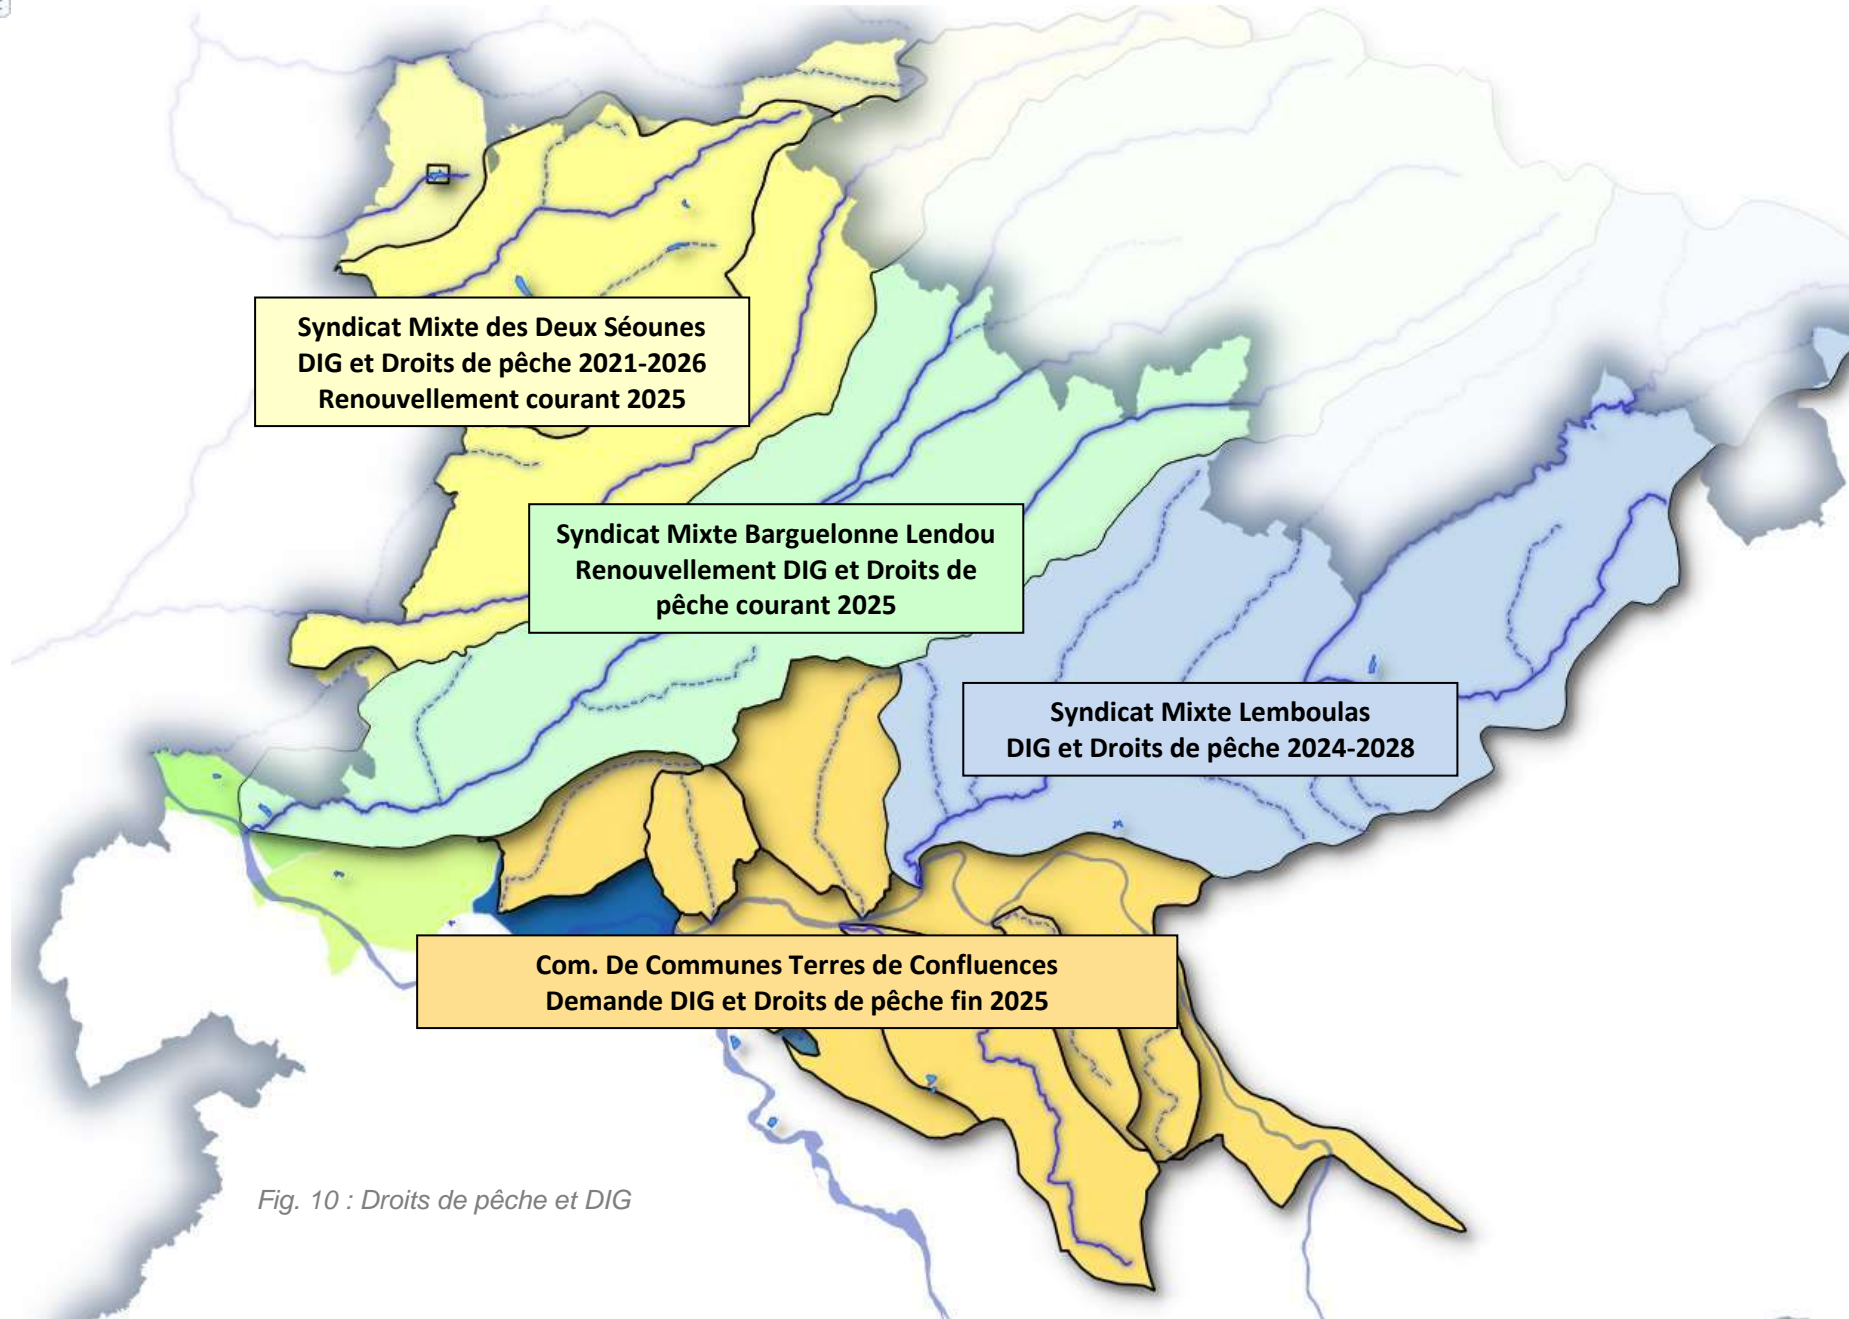 Syndicat Mixte des Deux Séounes
DIG et Droits de pêche 2021-2026
Renouvellement courant 2025
Syndicat Mixte Barguelonne Lendou
Renouvellement DIG et Droits de
pêche courant 2025
Syndicat Mixte Lemboulas
DIG et Droits de pêche 2024-2028
Com. De Communes Terres de Confluences
Demande DIG et Droits de pêche fin 2025
Fig. 10 : Droits de pêche et DIG